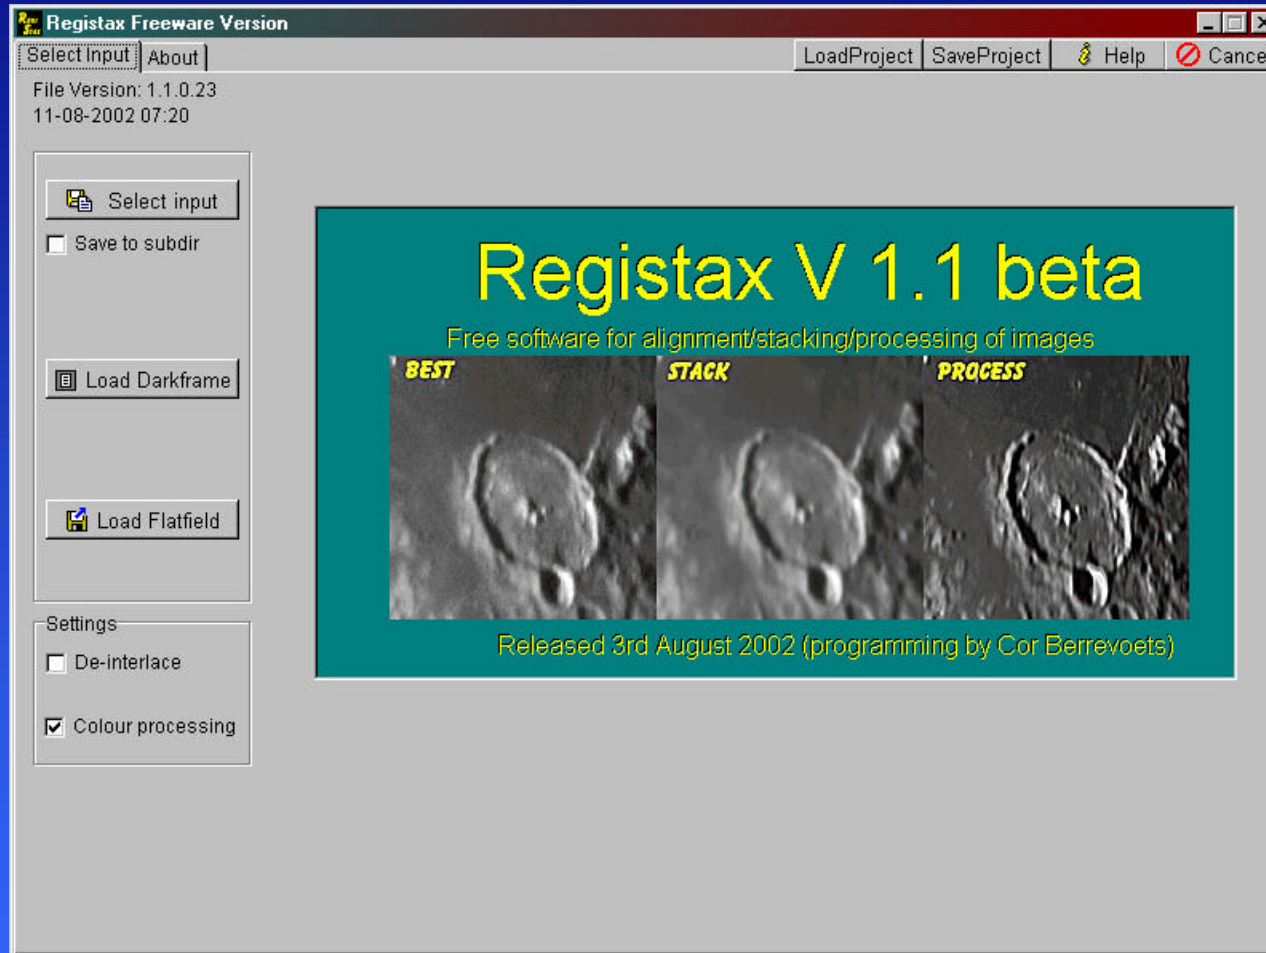 Registax Freeware Version
Select Input About LoadProject SaveProject Help Cance
File Version: 1.1.0.23
11-08-2002 07:20
Select input
Save to subdir
Load Darkframe
Load Flatfield
Settings
De-interlace
Colour processing
Registax V 1.1 beta
Free software for alignment/stacking/processing of images
BEST STACK PROCESS
Released 3rd August 2002 (programming by Cor Berrevoets)